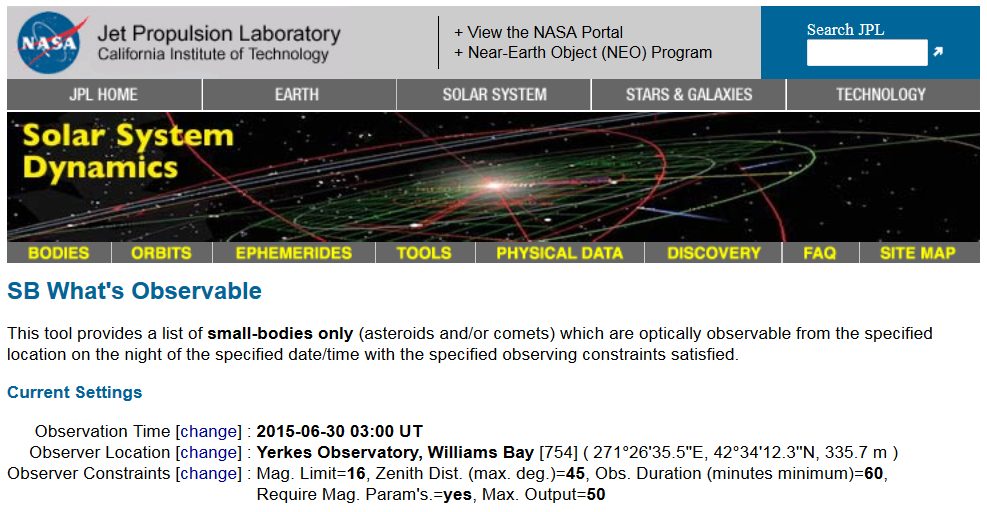 NASA
Jet Propulsion Laboratory
California Institute of Technology
+ View the NASA Portal
+ Near-Earth Object (NEO) Program
Search JPL
JPL HOME EARTH SOLAR SYSTEM STARS & GALAXIES TECHNOLOGY
Solar System
Dynamics
BODIES ORBITS EPHEMERIDES TOOLS PHYSICAL DATA DISCOVERY FAQ SITE MAP
SB What's Observable
This tool provides a list of small-bodies only (asteroids and/or comets) which are optically observable from the specified
location on the night of the specified date/time with the specified observing constraints satisfied.
Current Settings
Observation Time [change] : 2015-06-30 03:00 UT
Observer Location [change] : Yerkes Observatory, Williams Bay [754] ( 271°26'35.5"E, 42°34'12.3"N, 335.7 m )
Observer Constraints [change] : Mag. Limit=16, Zenith Dist. (max. deg.)=45, Obs. Duration (minutes minimum)=60,
Require Mag. Param's.=yes, Max. Output=50